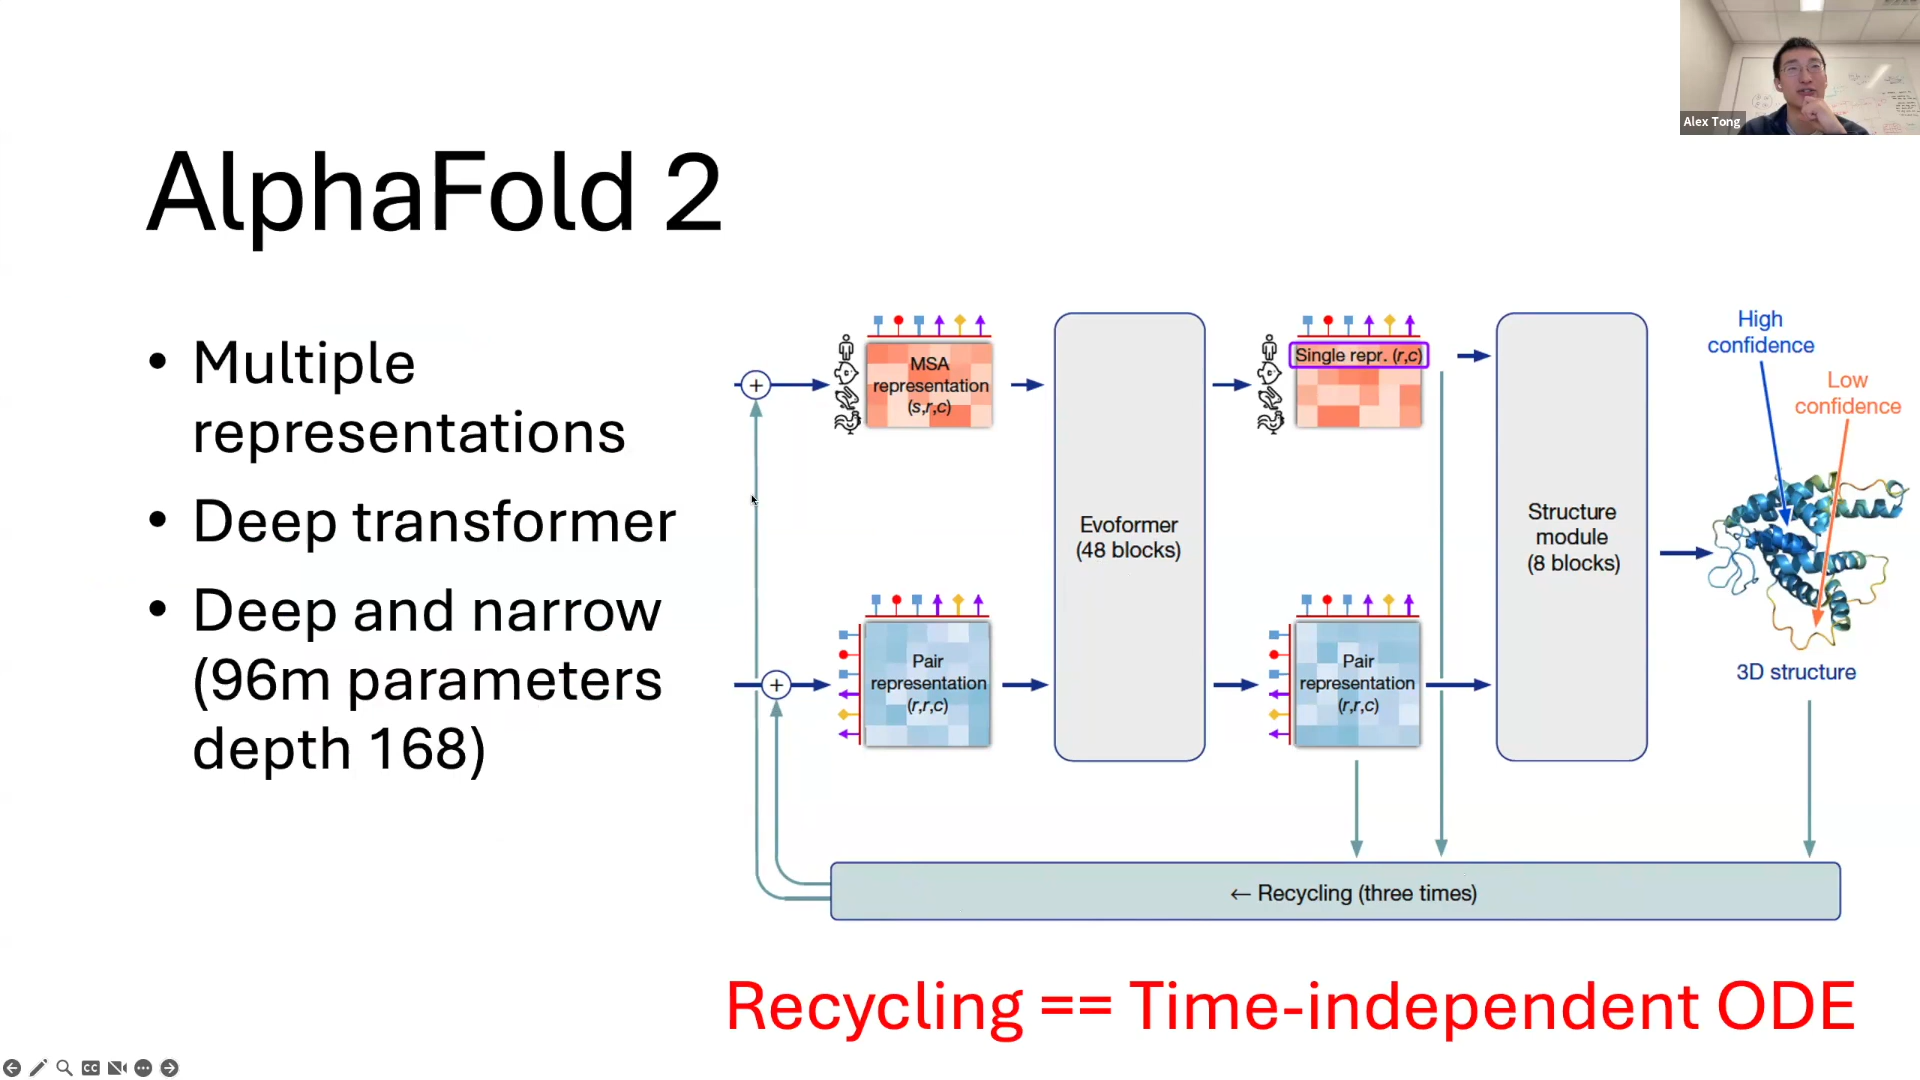 Alex Tong
AlphaFold 2
• Multiple
representations
• Deep transformer
• Deep and narrow
(96m parameters
depth 168)
MSA
representation
(s,r,c)
Evoformer
(48 blocks)
Single repr. (r,c)
Structure
module
(8 blocks)
High
confidence
Low
confidence
Pair
representation
(r,r,c)
Pair
representation
(r,r,c)
3D structure
← Recycling (three times)
Recycling == Time-independent ODE
CC